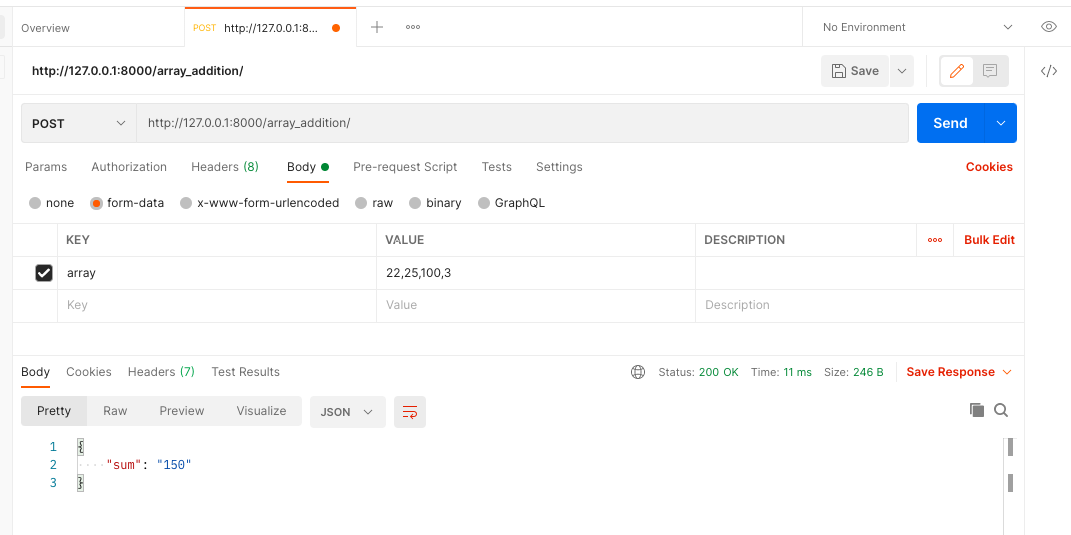 Overview POST http://127.0.0.1:8... No Environment
http://127.0.0.1:8000/array_addition/ Save
POST http://127.0.0.1:8000/array_addition/ Send
Params Authorization Headers (8) Body Pre-request Script Tests Settings Cookies
none form-data x-www-form-urlencoded raw binary GraphQL
KEY VALUE DESCRIPTION Bulk Edit
array 22,25,100,3
Key Value Description
Body Cookies Headers (7) Test Results Status: 200 OK Time: 11 ms Size: 246 B Save Response
Pretty Raw Preview Visualize JSON
1 {
2 "sum": "150"
3 }